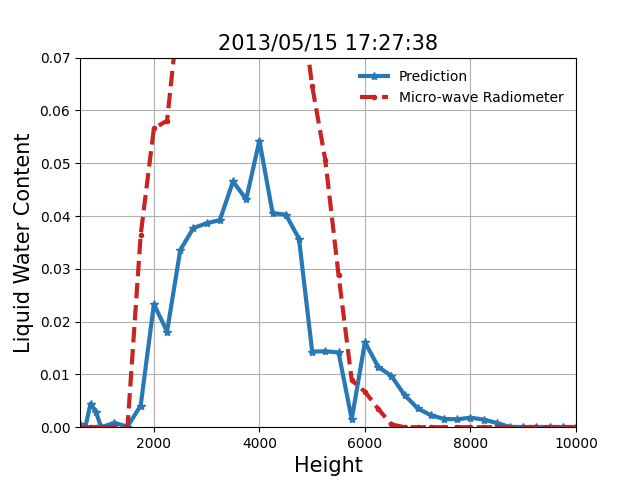 2013/05/15 17:27:38
0.07
0.06
0.05
0.04
0.03
0.02
0.01
0.00
Liquid Water Content
Prediction
Micro-wave Radiometer
2000 4000 6000 8000 10000
Height